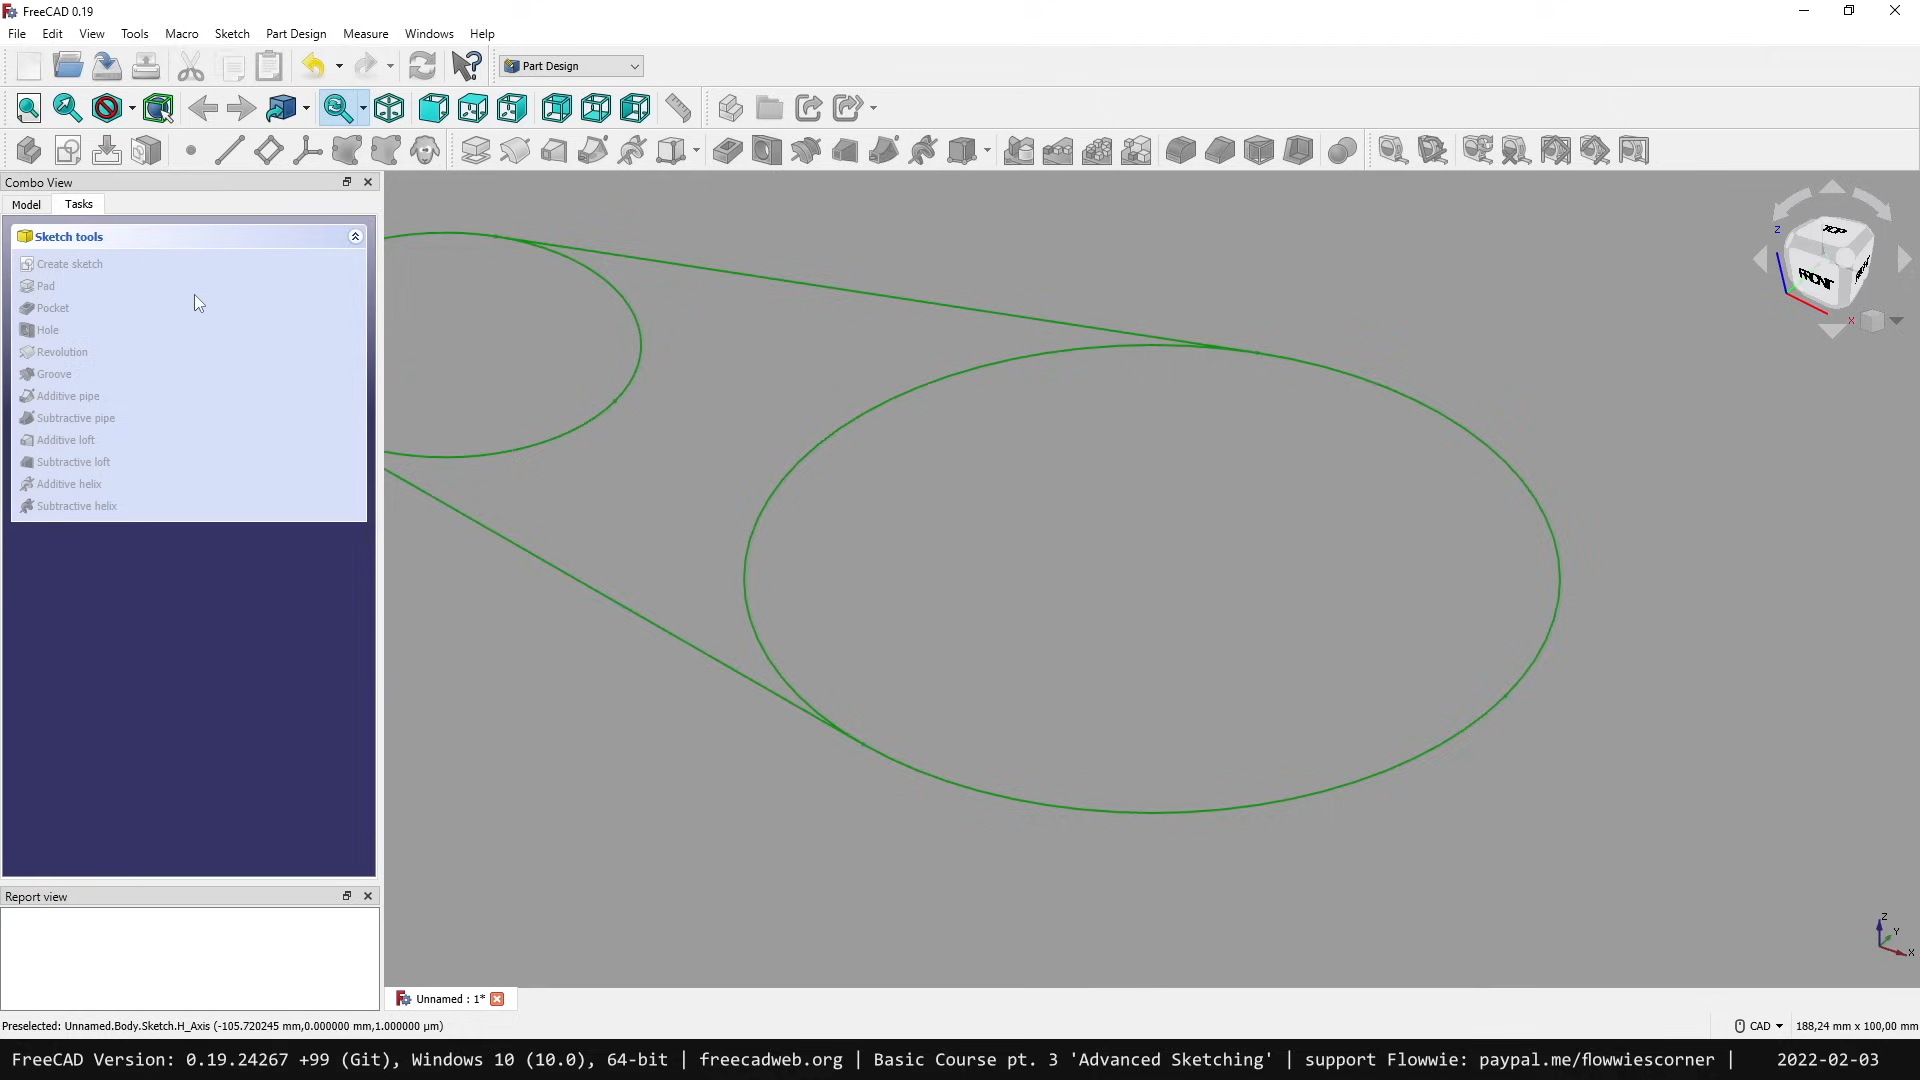 FreeCAD 0.19
File Edit View Tools Macro Sketch Part Design Measure Windows Help
Part Design
Combo View
Model Tasks
Sketch tools
Create sketch
Pad
Pocket
Hole
Revolution
Groove
Additive pipe
Subtractive pipe
Additive loft
Subtractive loft
Additive helix
Subtractive helix
TOP
FRONT
Z
X
Report view
Z
Y
X
Unnamed : 1*
Preselected: Unnamed.Body.Sketch.H_Axis (-105.720245 mm,0.000000 mm,1.000000 µm)
CAD
188,24 mm x 100,00 mm
FreeCAD Version: 0.19.24267 +99 (Git), Windows 10 (10.0), 64-bit | freecadweb.org | Basic Course pt. 3 'Advanced Sketching' | support Flowwie: paypal.me/flowwiescorner | 2022-02-03